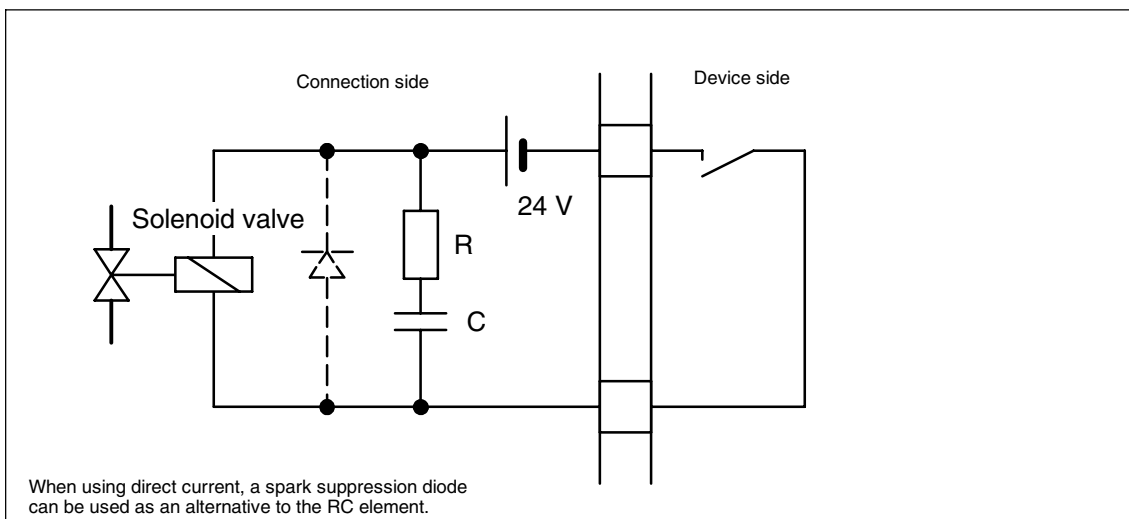 Connection side
Device side
24 V
Solenoid valve
R
C
When using direct current, a spark suppression diode
can be used as an alternative to the RC element.